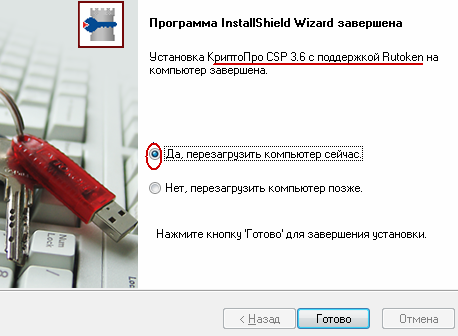 Программа InstallShield Wizard завершена
Установка КриптоПро CSP 3.6 с поддержкой Rutoken на
компьютер завершена.
Да, перезагрузить компьютер сейчас.
Нет, перезагрузить компьютер позже.
Нажмите кнопку 'Готово' для завершения установки.
< Назад
Готово
Отмена
Num
Lock
End